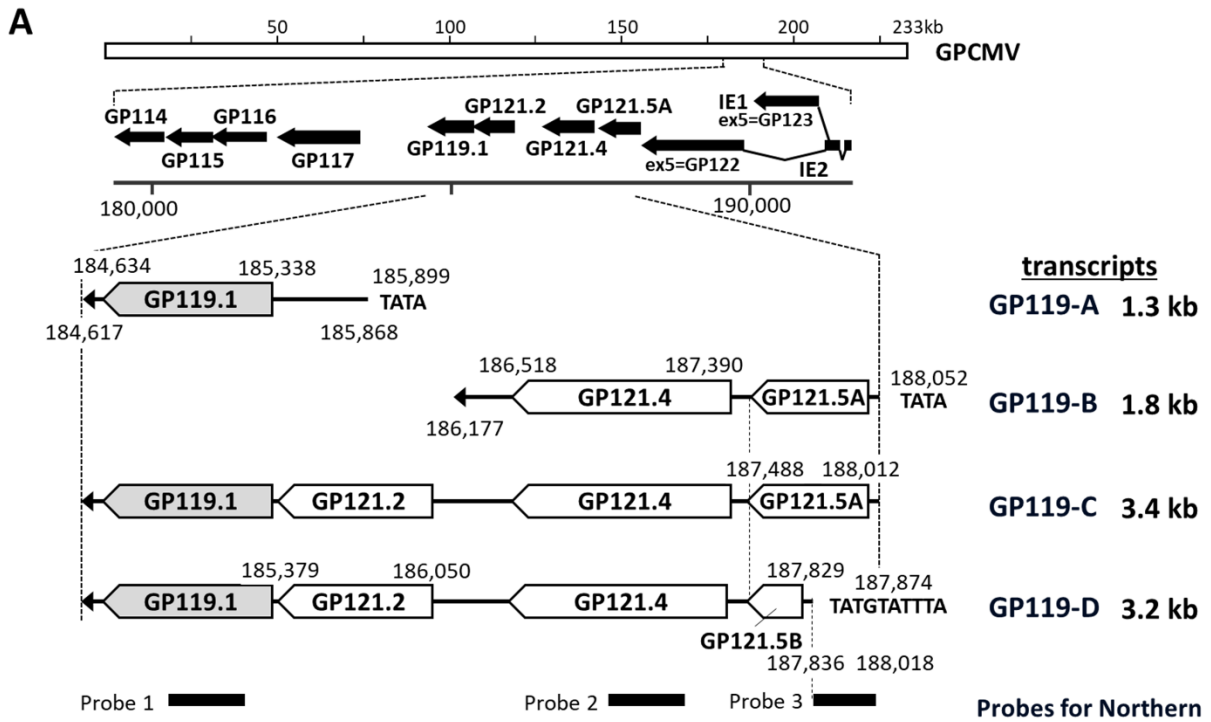 A
50 100 150 200 233kb
GPCMV
GP114 GP116 GP121.2 GP121.5A IE1
ex5=GP123
GP115 GP117 GP119.1 GP121.4 ex5=GP122 IE2
180,000 190,000
transcripts
184,634 185,338 185,899
GP119.1 TATA GP119-A 1.3 kb
184,617 185,868
186,518 187,390 188,052
GP121.4 GP121.5A TATA GP119-B 1.8 kb
186,177
187,488 188,012
GP119.1 GP121.2 GP121.4 GP121.5A GP119-C 3.4 kb
185,379 186,050 187,829 187,874
GP119.1 GP121.2 GP121.4 TATGTATTTA GP119-D 3.2 kb
GP121.5B
187,836 188,018
Probe 1 Probe 2 Probe 3 Probes for Northern